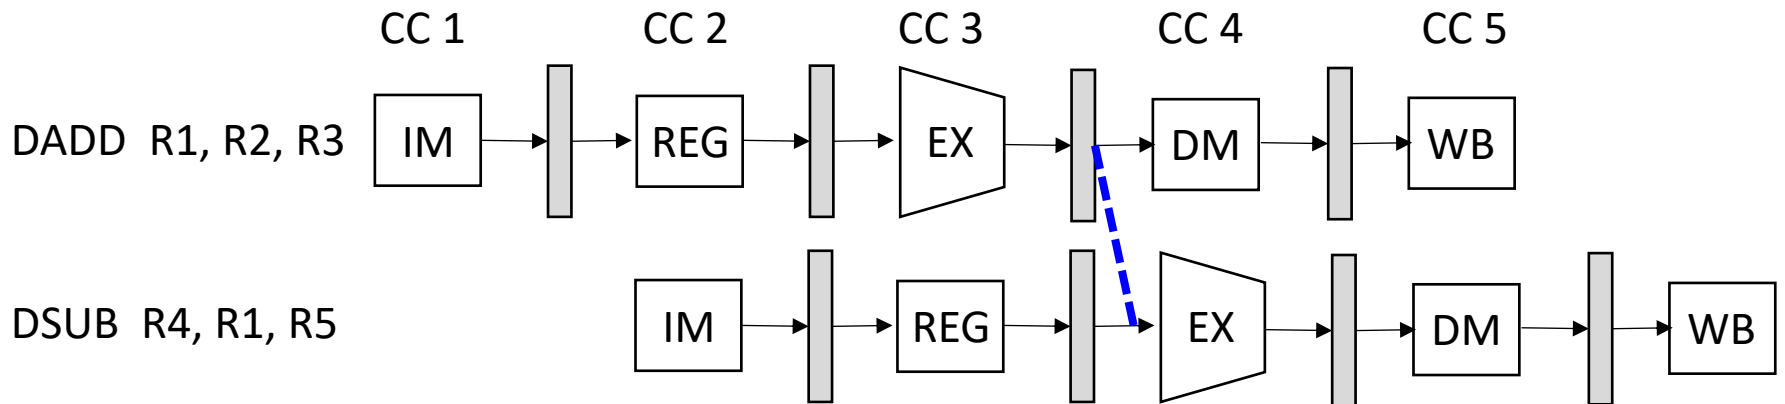 CC 1 CC 2 CC 3 CC 4 CC 5
DADD R1, R2, R3 IM REG EX DM WB
DSUB R4, R1, R5 IM REG EX DM WB